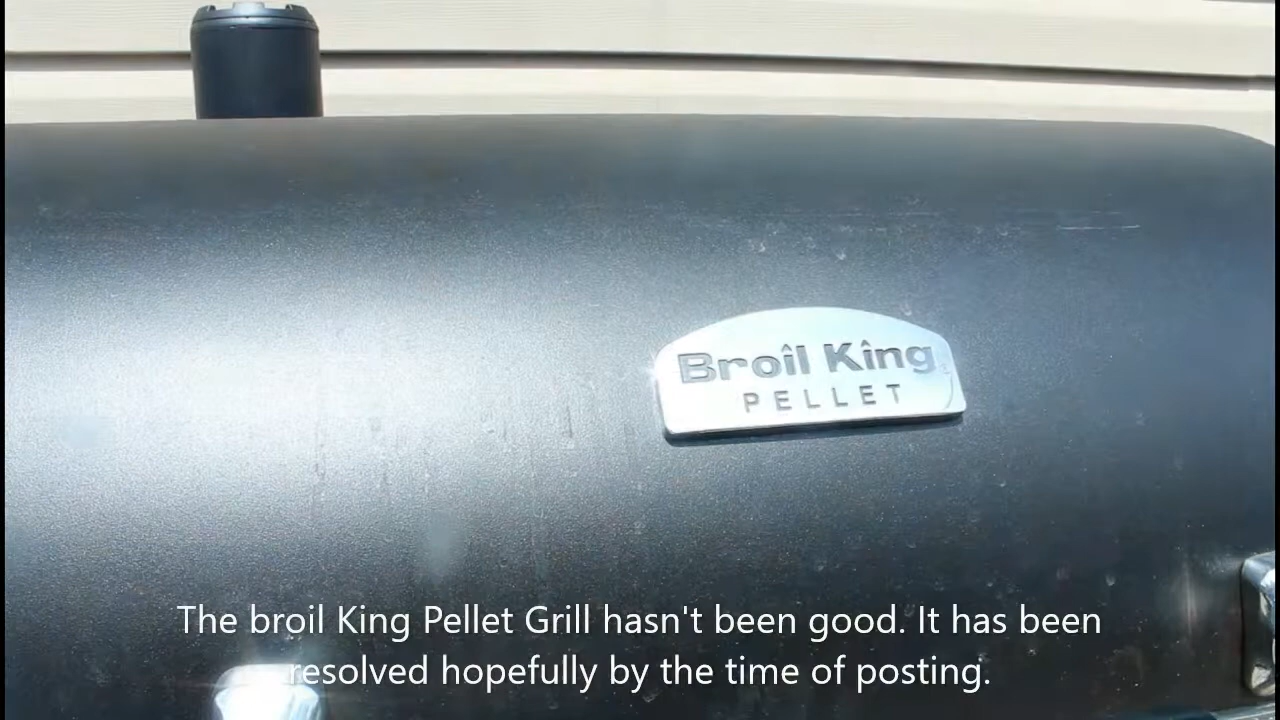 Broil King
PELLET
The broil King Pellet Grill hasn't been good. It has been
resolved hopefully by the time of posting.